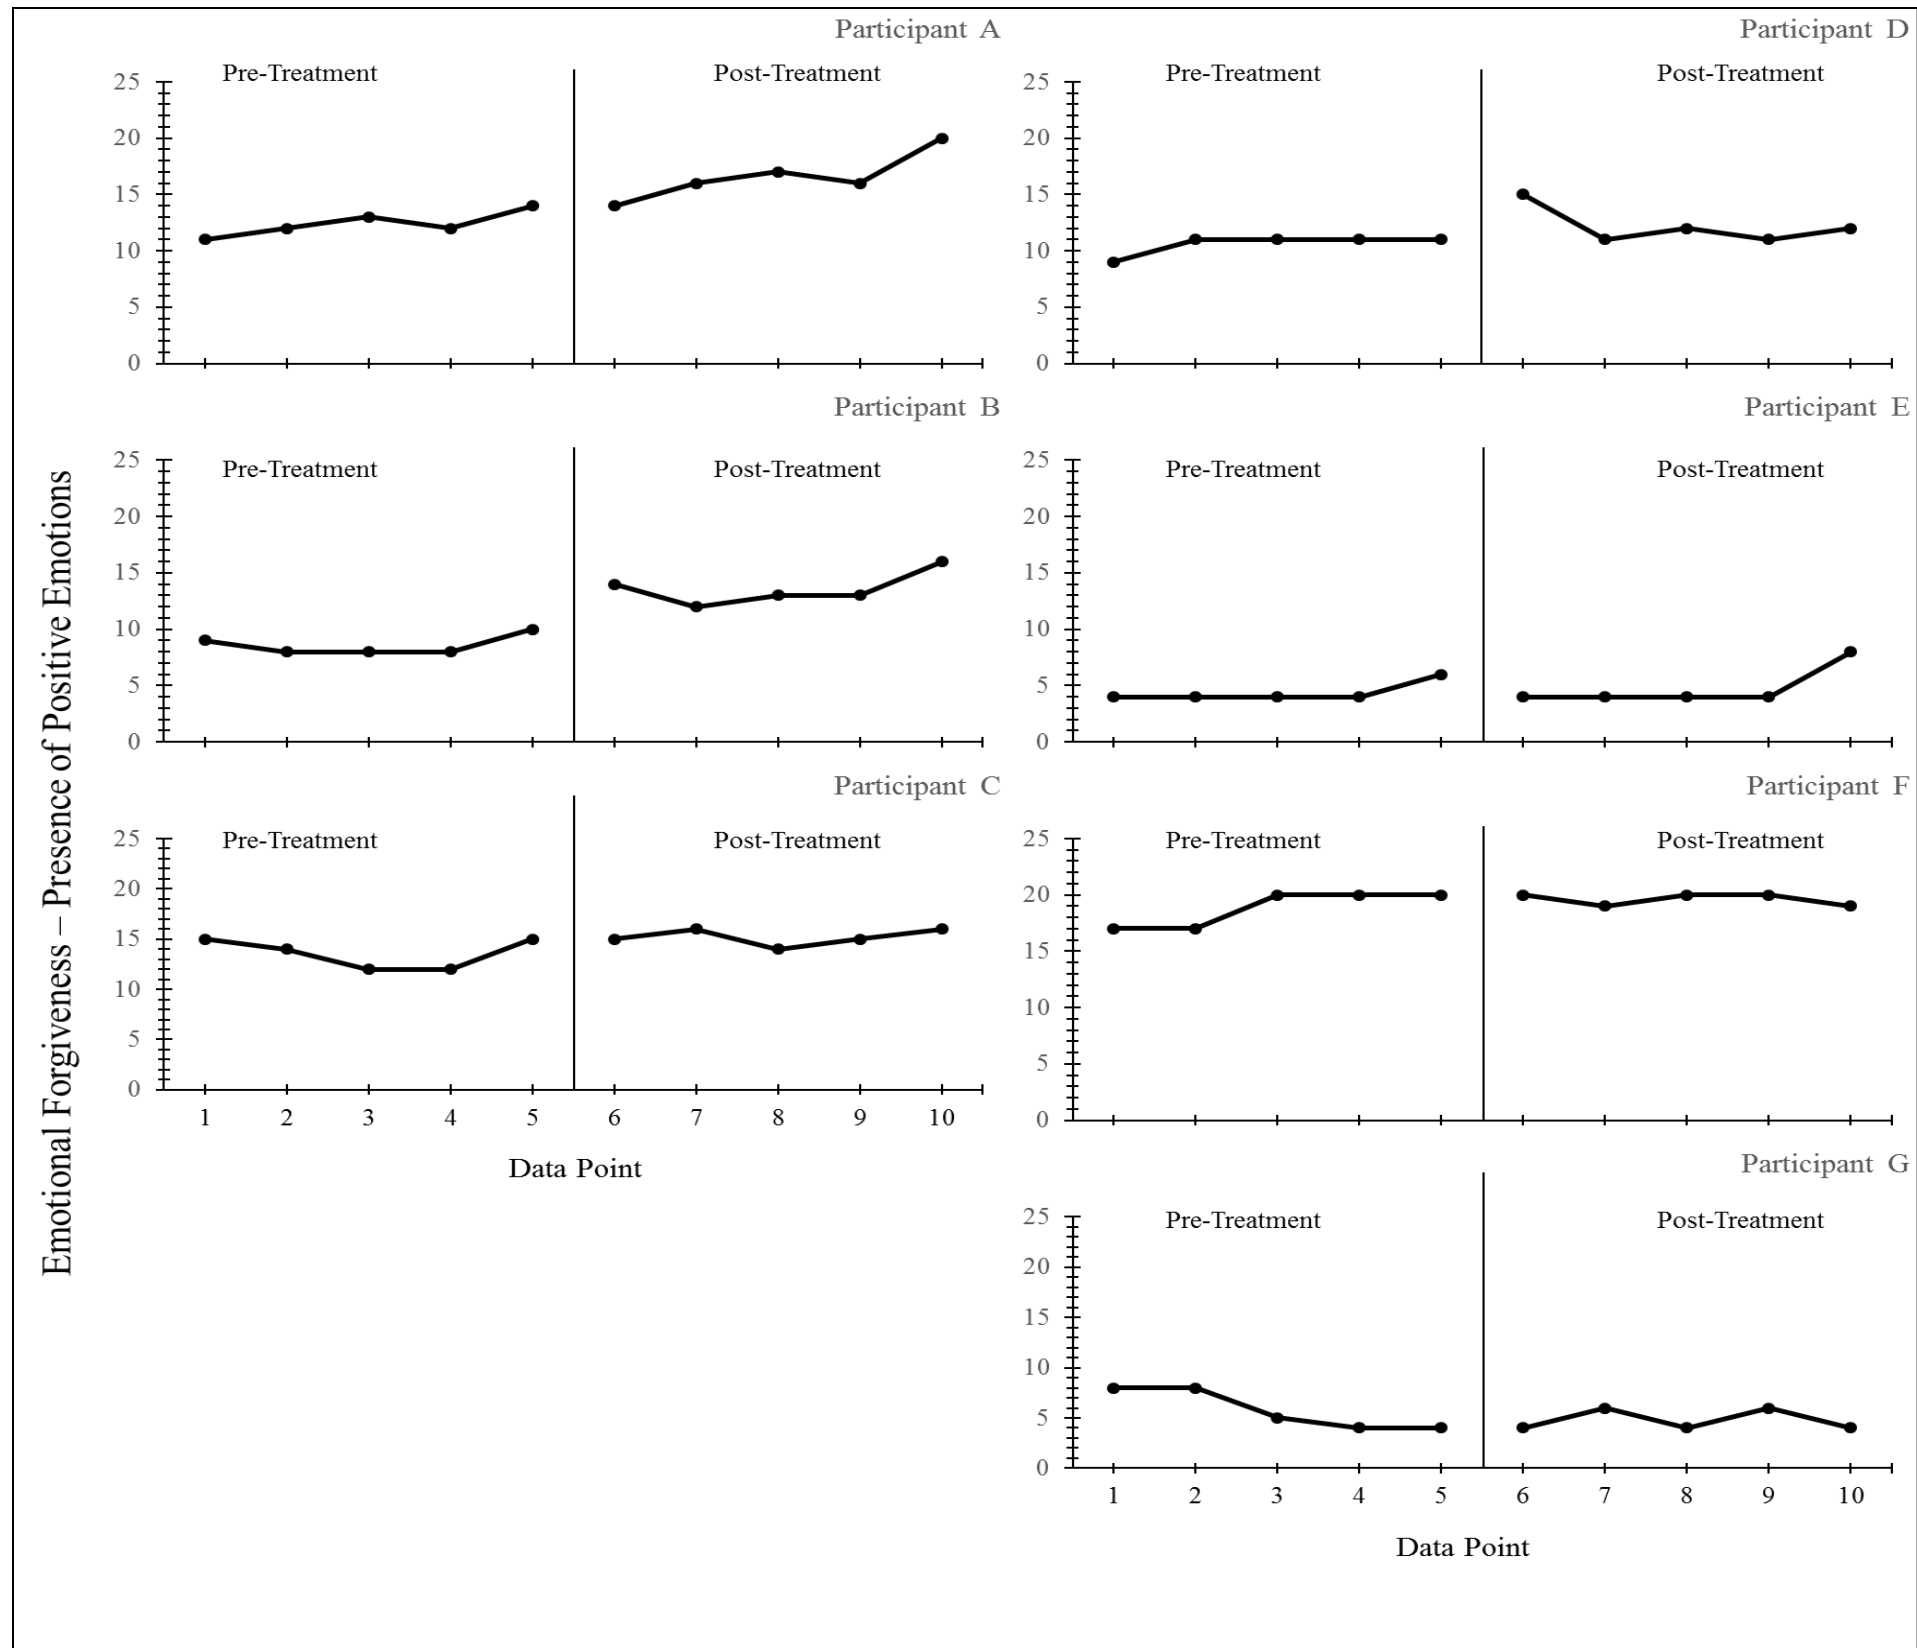 Emotional Forgiveness – Presence of Positive Emotions
Participant A
Pre-Treatment
Post-Treatment
25
20
15
10
5
0
Participant B
Pre-Treatment
Post-Treatment
25
20
15
10
5
0
Participant C
Pre-Treatment
Post-Treatment
25
20
15
10
5
0
1 2 3 4 5 6 7 8 9 10
Data Point
Participant D
Pre-Treatment
Post-Treatment
25
20
15
10
5
0
Participant E
Pre-Treatment
Post-Treatment
25
20
15
10
5
0
Participant F
Pre-Treatment
Post-Treatment
25
20
15
10
5
0
Participant G
Pre-Treatment
Post-Treatment
25
20
15
10
5
0
1 2 3 4 5 6 7 8 9 10
Data Point